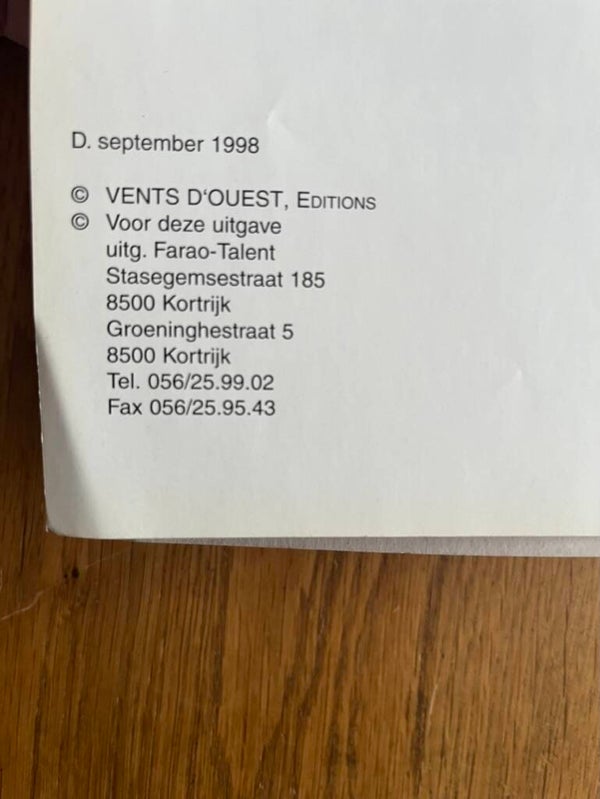 D. september 1998
© VENTS D'OUEST, EDITIONS
© Voor deze uitgave
uitg. Farao-Talent
Stasegemsestraat 185
8500 Kortrijk
Groeninghestraat 5
8500 Kortrijk
Tel. 056/25.99.02
Fax 056/25.95.43